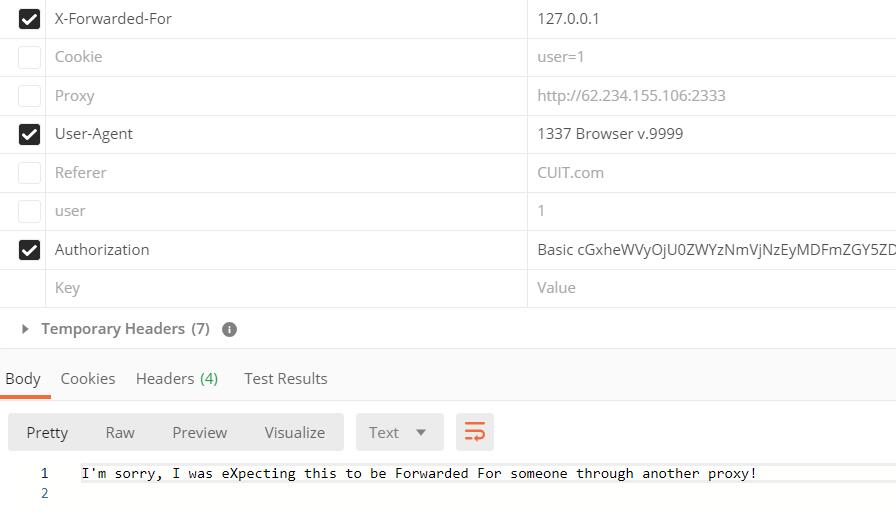 X-Forwarded-For 127.0.0.1
Cookie user=1
Proxy http://62.234.155.106:2333
User-Agent 1337 Browser v.9999
Referer CUIT.com
user 1
Authorization Basic cGxheWVyOjU0ZWYzNmVjNzEyMDFmZGY5ZD
Key Value
Temporary Headers (7) i
Body Cookies Headers (4) Test Results
Pretty Raw Preview Visualize Text
1 I'm sorry, I was eXpecting this to be Forwarded For someone through another proxy!
2